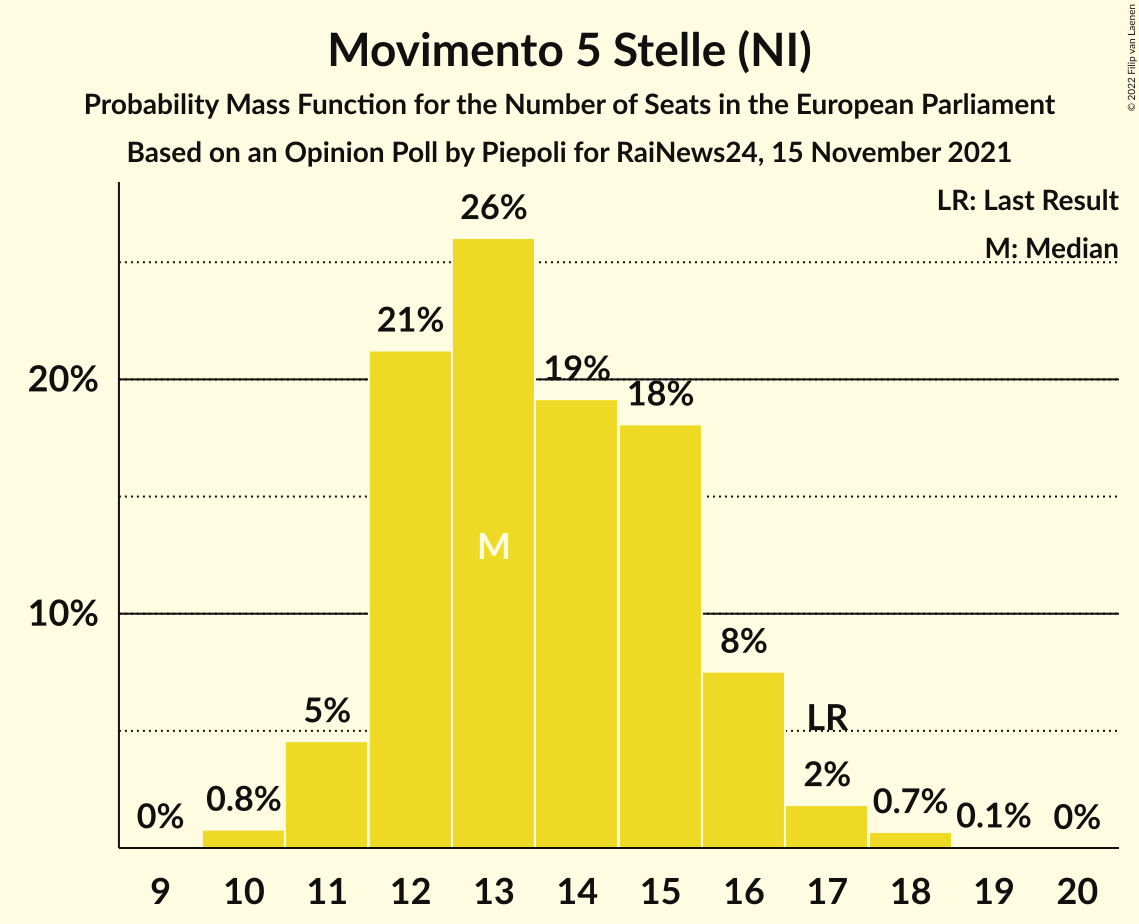 Movimento 5 Stelle (NI)
Probability Mass Function for the Number of Seats in the European Parliament
Based on an Opinion Poll by Piepoli for RaiNews24, 15 November 2021
© 2022 Filip van Laenen
LR: Last Result
M: Median
26%
21%
20%
19%
18%
M
10%
8%
5%
LR
2%
0%
0.8%
0.7%
0.1%
0%
9 10 11 12 13 14 15 16 17 18 19 20